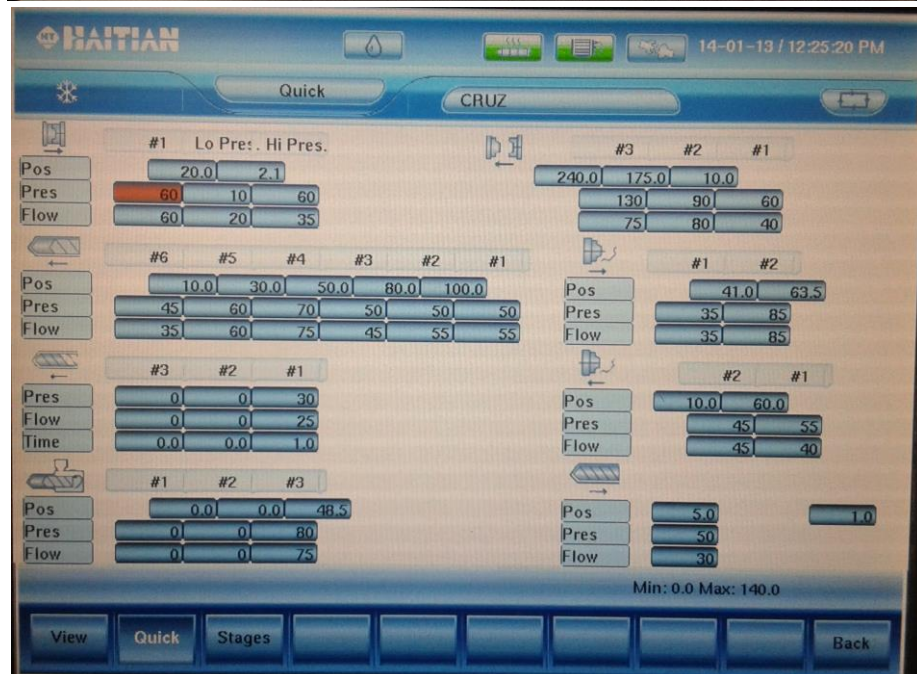 HT HAITIAN
14-01-13 / 12:25:20 PM
Quick
CRUZ
#1 Lo Pres. Hi Pres.
Pos 20.0 2.1
Pres 60 10 60
Flow 60 20 35
#3 #2 #1
240.0 175.0 10.0
130 90 60
75 80 40
#6 #5 #4 #3 #2 #1
Pos 10.0 30.0 50.0 80.0 100.0
Pres 45 60 70 50 50 50
Flow 35 60 75 45 55 55
#1 #2
Pos 41.0 63.5
Pres 35 85
Flow 35 85
#3 #2 #1
Pres 0 0 30
Flow 0 0 25
Time 0.0 0.0 1.0
#2 #1
Pos 10.0 60.0
Pres 45 55
Flow 45 40
#1 #2 #3
Pos 0.0 0.0 48.5
Pres 0 0 80
Flow 0 0 75
Pos 5.0 1.0
Pres 50
Flow 30
Min: 0.0 Max: 140.0
View Quick Stages Back